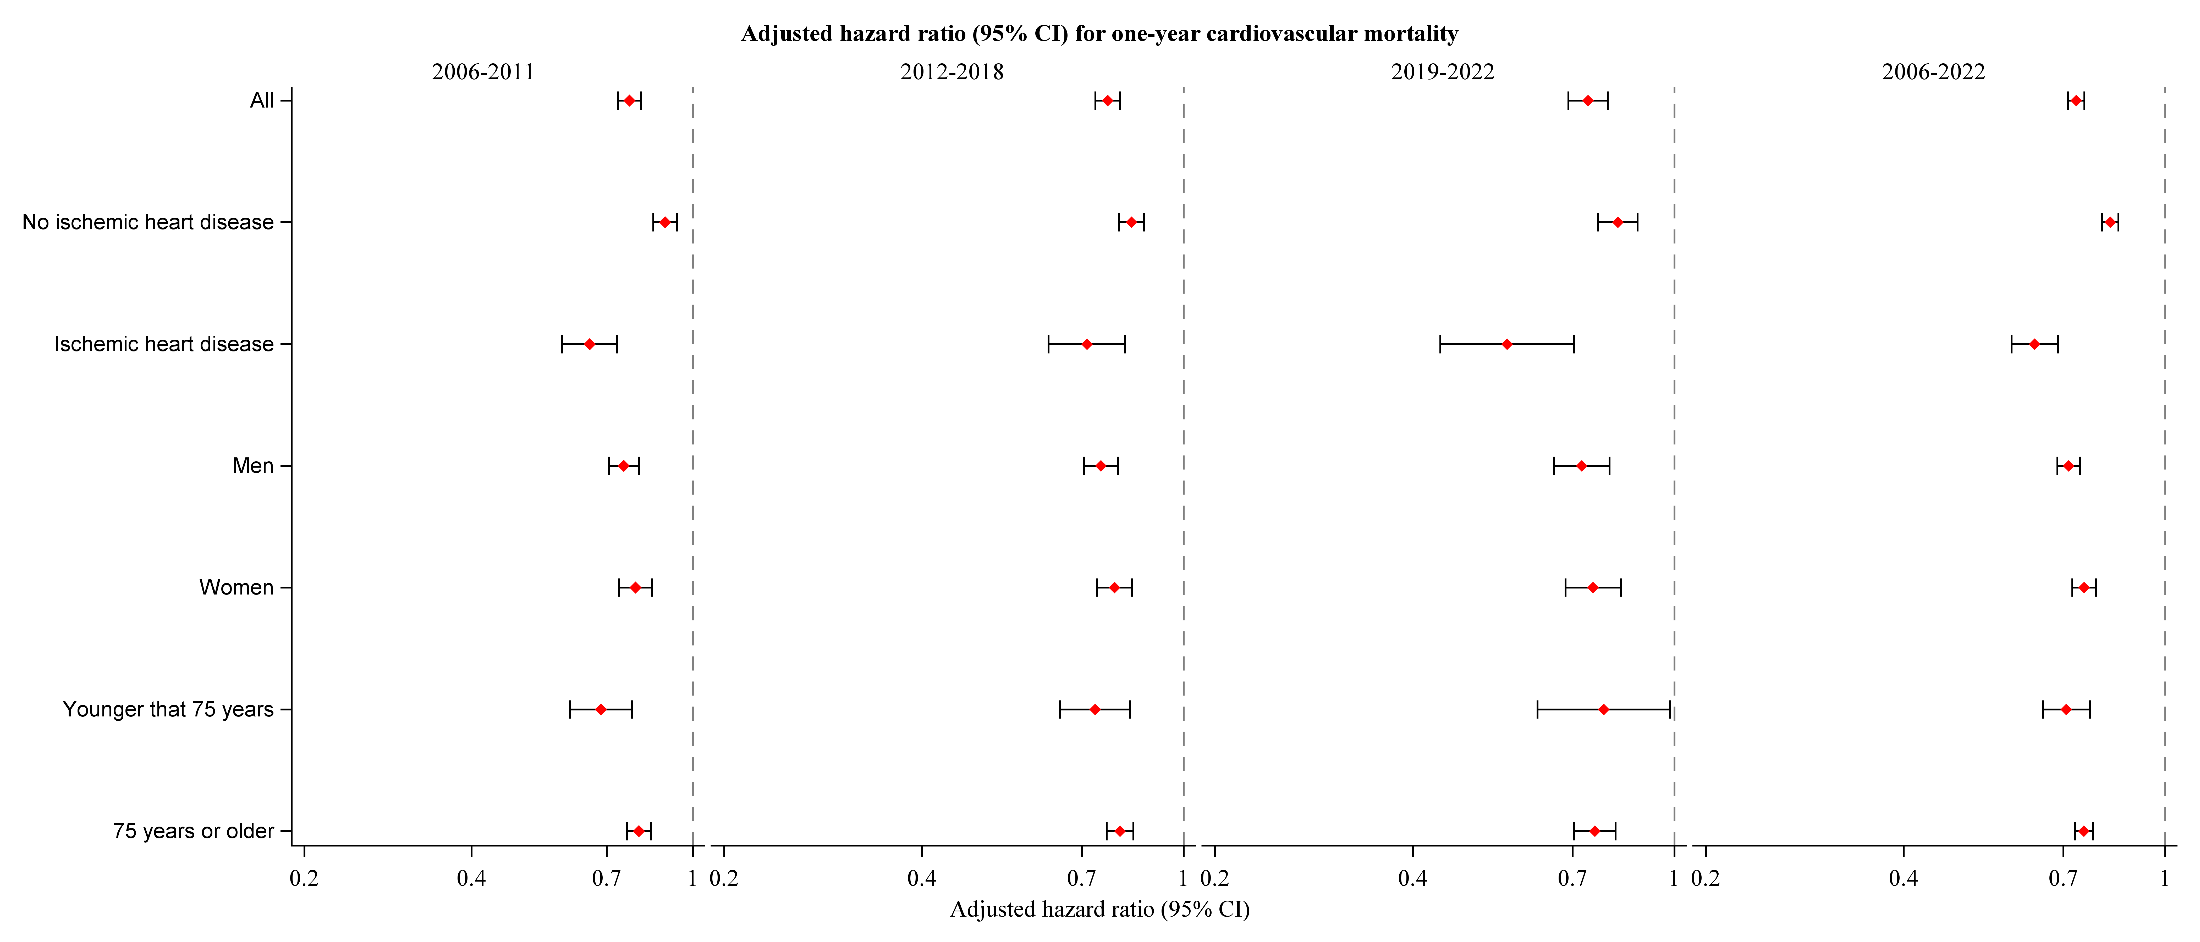 Adjusted hazard ratio (95% CI) for one-year cardiovascular mortality
2006-2011 2012-2018 2019-2022 2006-2022
All
No ischemic heart disease
Ischemic heart disease
Men
Women
Younger that 75 years
75 years or older
0.2 0.4 0.7 1 0.2 0.4 0.7 1 0.2 0.4 0.7 1 0.2 0.4 0.7 1
Adjusted hazard ratio (95% CI)